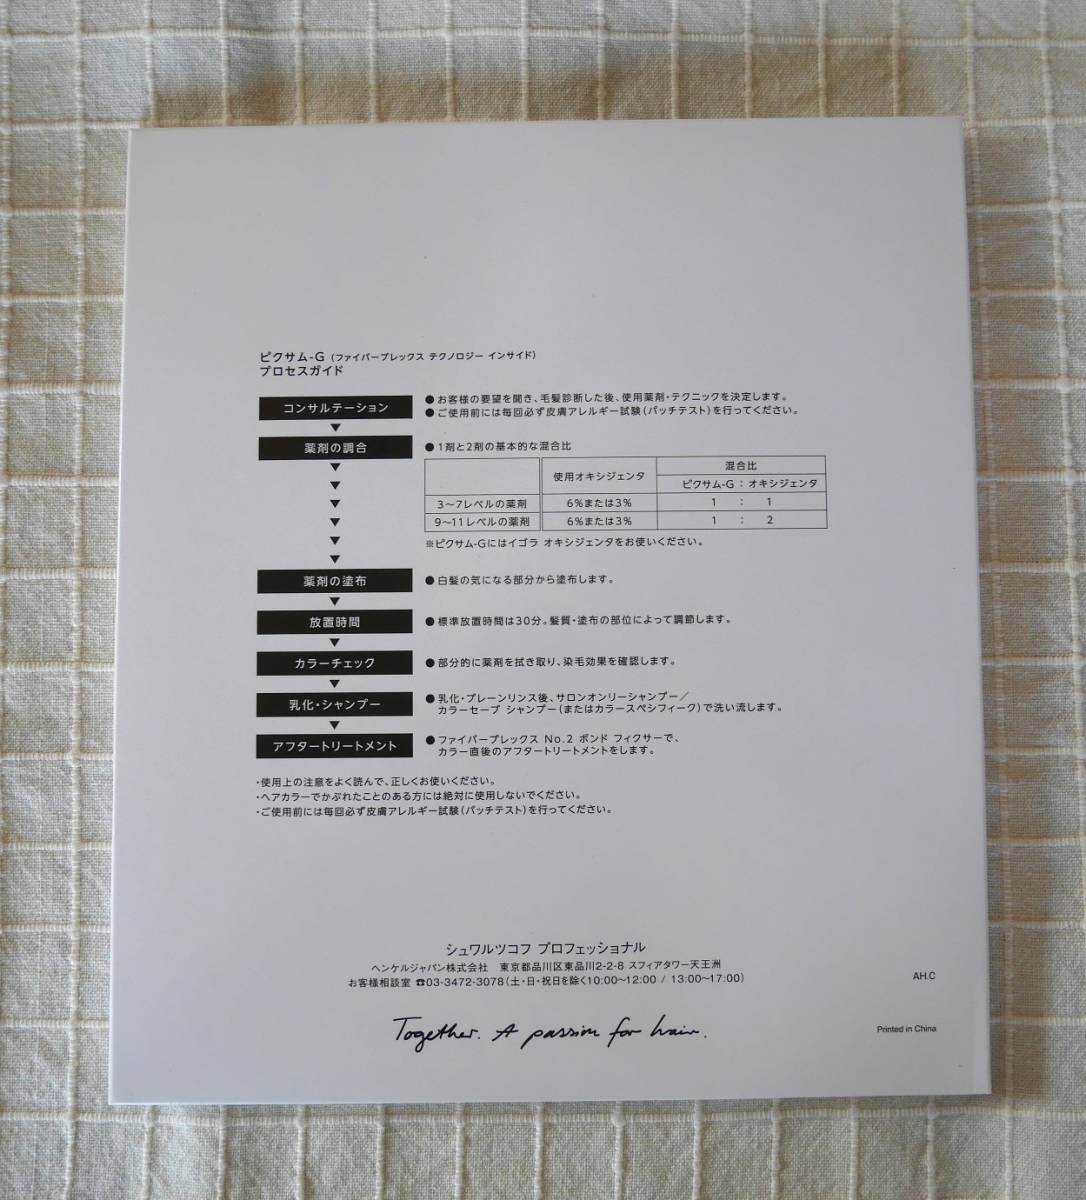 ピクサム-G（ファイバープレックス テクノロジー インサイド）
プロセスガイド
コンサルテーション
●お客様の要望を聞き、毛髪診断した後、使用薬剤・テクニックを決定します。
●ご使用前には毎回必ず皮膚アレルギー試験（パッチテスト）を行ってください。
▼
薬剤の調合
●1剤と2剤の基本的な混合比
▼
▼
▼
▼
▼
▼
使用オキシジェンタ
混合比
ピクサム-G：オキシジェンタ
3～7レベルの薬剤 6%または3% 1 : 1
9～11レベルの薬剤 6%または3% 1 : 2
※ピクサム-Gにはイゴラ オキシジェンタをお使いください。
薬剤の塗布
●白髪の気になる部分から塗布します。
▼
放置時間
●標準放置時間は30分。髪質・塗布の部位によって調節します。
▼
カラーチェック
●部分的に薬剤を拭き取り、染毛効果を確認します。
▼
乳化・シャンプー
●乳化・プレーンリンス後、サロンオンリーシャンプー／
カラーセーブ シャンプー（またはカラースペシフィーク）で洗い流します。
▼
アフタートリートメント
●ファイバープレックス No.2 ボンド フィクサーで、
カラー直後のアフタートリートメントをします。
・使用上の注意をよく読んで、正しくお使いください。
・ヘアカラーでかぶれたことのある方には絶対に使用しないでください。
・ご使用前には毎回必ず皮膚アレルギー試験（パッチテスト）を行ってください。
シュワルツコフ プロフェッショナル
ヘンケルジャパン株式会社　東京都品川区東品川2-2-8 スフィアタワー天王洲
お客様相談室 ☎03-3472-3078（土・日・祝日を除く10:00～12:00 / 13:00～17:00）
AH.C
Together. A passion for hair.
Printed in China